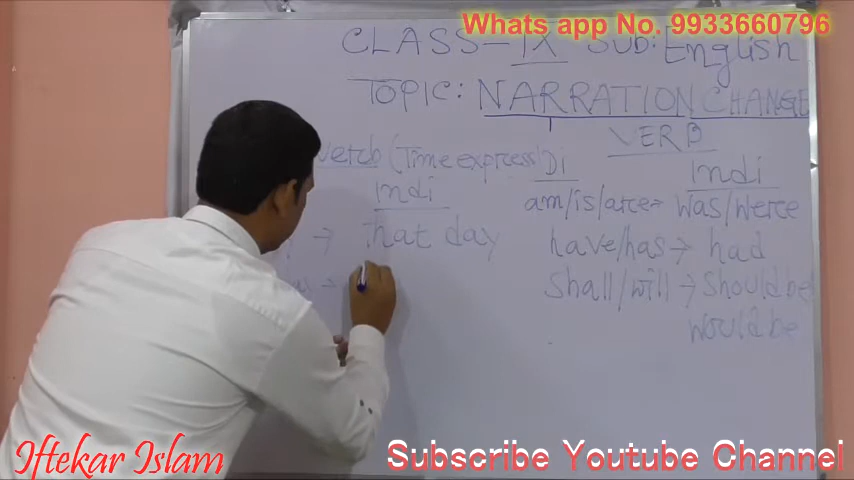 Whats app No. 9933660796
CLASS-IX SUB: English
TOPIC: NARRATION CHANGE
VERB
verb (Time express DI Indi
Indi am/is/are→ was/were
→ that day have/has→ had
→ shall/will → should be
would be
Iftekar Islam
Subscribe Youtube Channel